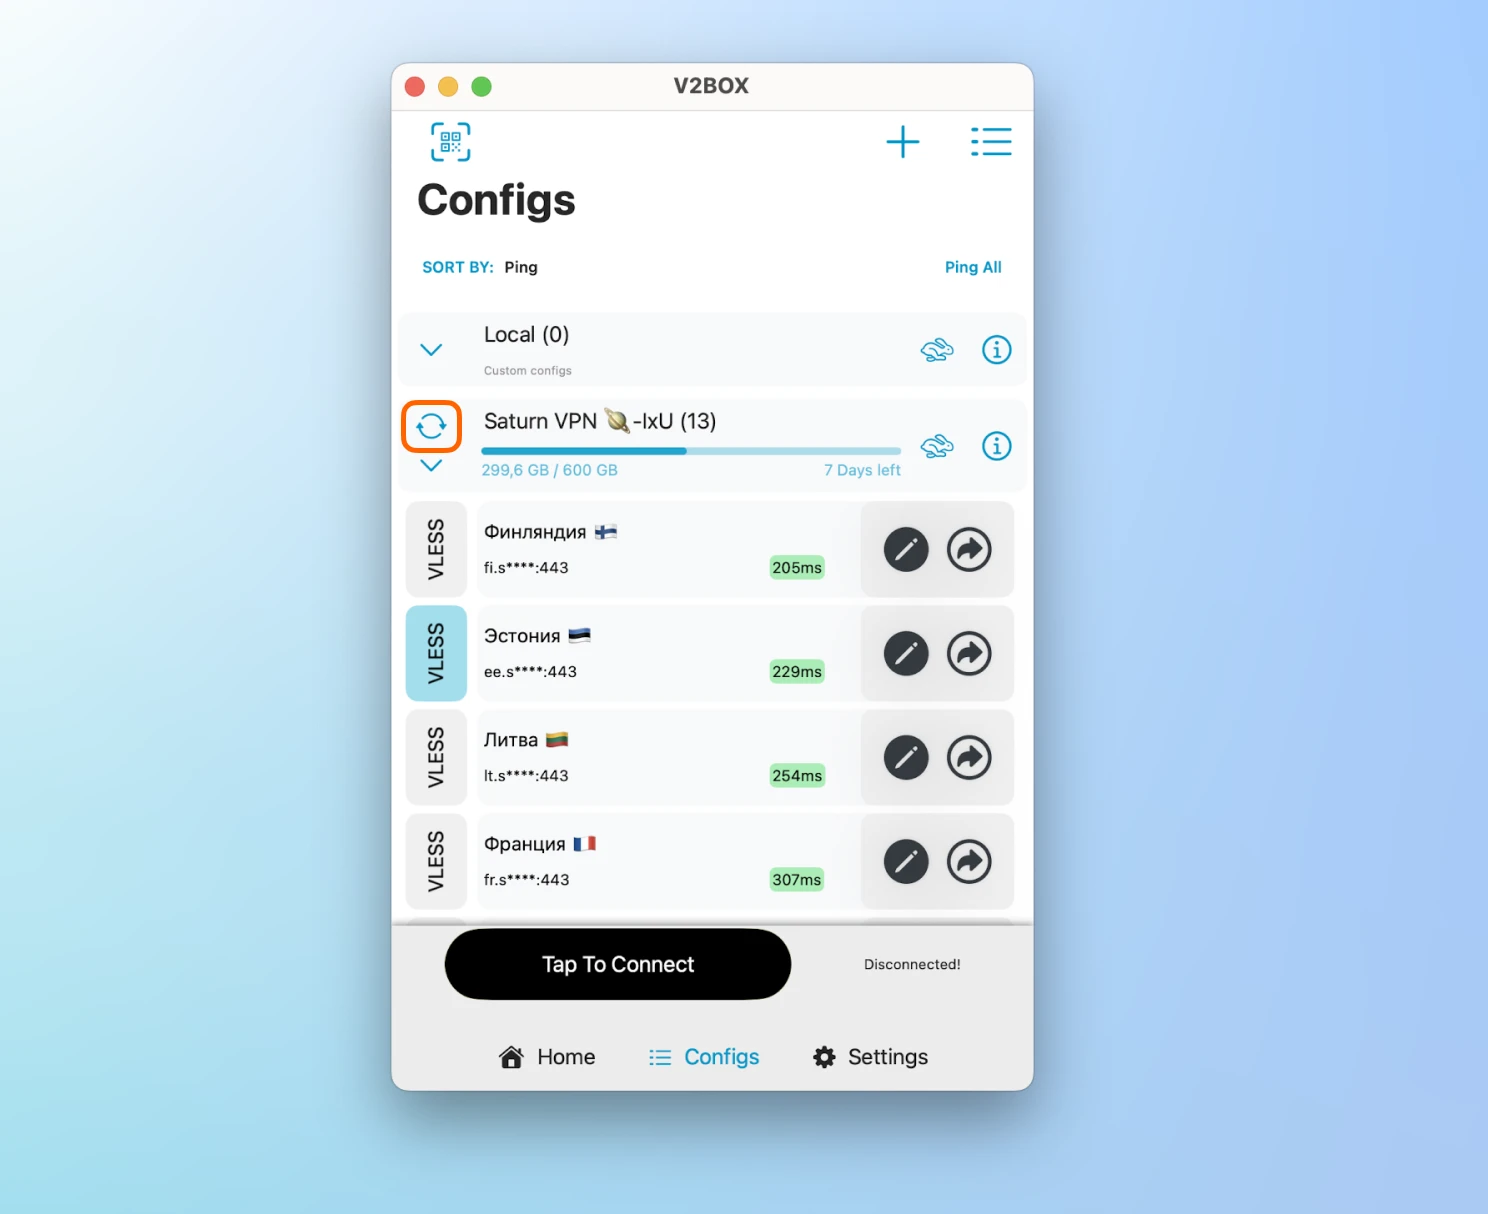 V2BOX
Configs
SORT BY: Ping
Ping All
Local (0)
Custom configs
Saturn VPN 🪐-IxU (13)
299,6 GB / 600 GB
7 Days left
VLESS
Финляндия 🇫🇮
fi.s****:443
205ms
VLESS
Эстония 🇪🇪
ee.s****:443
229ms
VLESS
Литва 🇱🇹
lt.s****:443
254ms
VLESS
Франция 🇫🇷
fr.s****:443
307ms
Tap To Connect
Disconnected!
Home
Configs
Settings